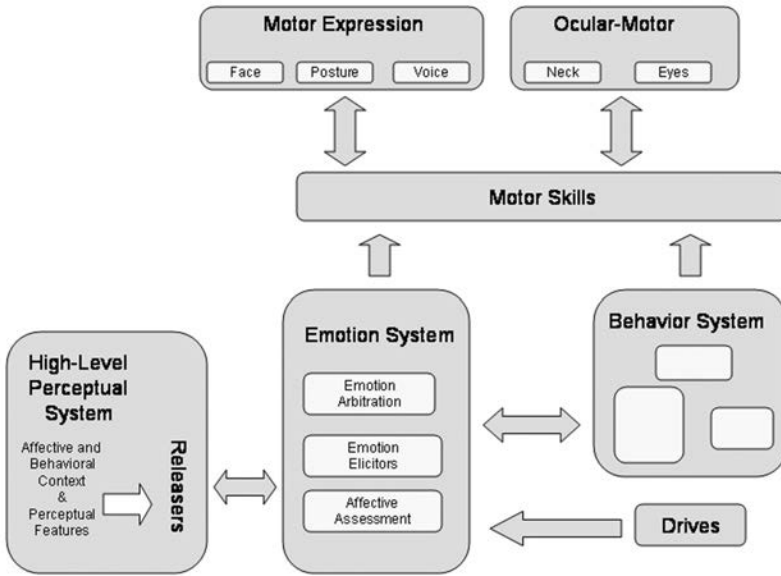 Motor Expression
Face
Posture
Voice
Ocular-Motor
Neck
Eyes
Motor Skills
High-Level
Perceptual
System
Affective and
Behavioral
Context
&
Perceptual
Features
Releasers
Emotion System
Emotion
Arbitration
Emotion
Elicitors
Affective
Assessment
Behavior System
Drives